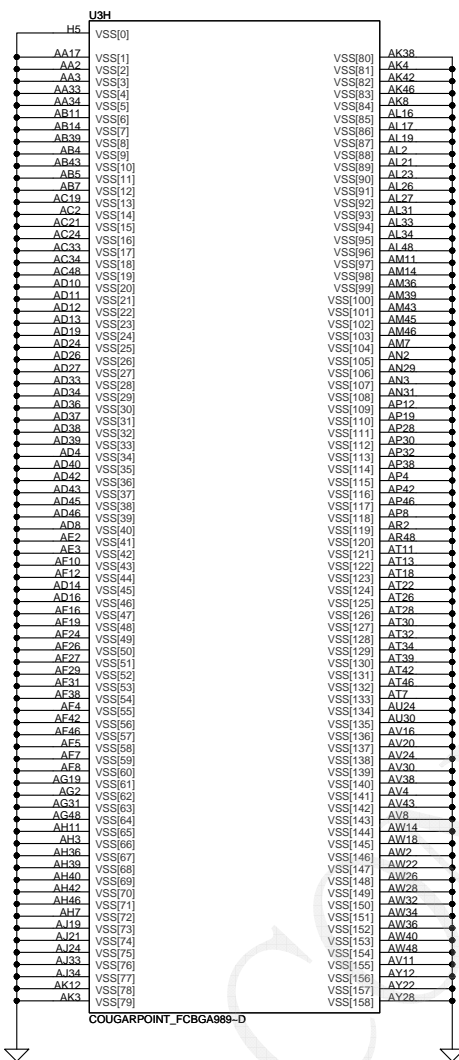 U3H
H5 VSS[0]
AA17 VSS[1] VSS[80] AK38
AA2 VSS[2] VSS[81] AK4
AA3 VSS[3] VSS[82] AK42
AA33 VSS[4] VSS[83] AK46
AA34 VSS[5] VSS[84] AK8
AB11 VSS[6] VSS[85] AL16
AB14 VSS[7] VSS[86] AL17
AB39 VSS[8] VSS[87] AL19
AB4 VSS[9] VSS[88] AL2
AB43 VSS[10] VSS[89] AL21
AB5 VSS[11] VSS[90] AL23
AB7 VSS[12] VSS[91] AL26
AC19 VSS[13] VSS[92] AL27
AC2 VSS[14] VSS[93] AL31
AC21 VSS[15] VSS[94] AL33
AC24 VSS[16] VSS[95] AL34
AC33 VSS[17] VSS[96] AL48
AC34 VSS[18] VSS[97] AM11
AC48 VSS[19] VSS[98] AM14
AD10 VSS[20] VSS[99] AM36
AD11 VSS[21] VSS[100] AM39
AD12 VSS[22] VSS[101] AM43
AD13 VSS[23] VSS[102] AM45
AD19 VSS[24] VSS[103] AM46
AD24 VSS[25] VSS[104] AM7
AD26 VSS[26] VSS[105] AN2
AD27 VSS[27] VSS[106] AN29
AD33 VSS[28] VSS[107] AN3
AD34 VSS[29] VSS[108] AN31
AD36 VSS[30] VSS[109] AP12
AD37 VSS[31] VSS[110] AP19
AD38 VSS[32] VSS[111] AP28
AD39 VSS[33] VSS[112] AP30
AD4 VSS[34] VSS[113] AP32
AD40 VSS[35] VSS[114] AP38
AD42 VSS[36] VSS[115] AP4
AD43 VSS[37] VSS[116] AP42
AD45 VSS[38] VSS[117] AP46
AD46 VSS[39] VSS[118] AP8
AD8 VSS[40] VSS[119] AR2
AE2 VSS[41] VSS[120] AR48
AE3 VSS[42] VSS[121] AT11
AF10 VSS[43] VSS[122] AT13
AF12 VSS[44] VSS[123] AT18
AD14 VSS[45] VSS[124] AT22
AD16 VSS[46] VSS[125] AT26
AF16 VSS[47] VSS[126] AT28
AF19 VSS[48] VSS[127] AT30
AF24 VSS[49] VSS[128] AT32
AF26 VSS[50] VSS[129] AT34
AF27 VSS[51] VSS[130] AT39
AF29 VSS[52] VSS[131] AT42
AF31 VSS[53] VSS[132] AT46
AF38 VSS[54] VSS[133] AT7
AF4 VSS[55] VSS[134] AU24
AF42 VSS[56] VSS[135] AU30
AF46 VSS[57] VSS[136] AV16
AF5 VSS[58] VSS[137] AV20
AF7 VSS[59] VSS[138] AV24
AF8 VSS[60] VSS[139] AV30
AG19 VSS[61] VSS[140] AV38
AG2 VSS[62] VSS[141] AV4
AG31 VSS[63] VSS[142] AV43
AG48 VSS[64] VSS[143] AV8
AH11 VSS[65] VSS[144] AW14
AH3 VSS[66] VSS[145] AW18
AH36 VSS[67] VSS[146] AW2
AH39 VSS[68] VSS[147] AW22
AH40 VSS[69] VSS[148] AW26
AH42 VSS[70] VSS[149] AW28
AH46 VSS[71] VSS[150] AW32
AH7 VSS[72] VSS[151] AW34
AJ19 VSS[73] VSS[152] AW36
AJ21 VSS[74] VSS[153] AW40
AJ24 VSS[75] VSS[154] AW48
AJ33 VSS[76] VSS[155] AV11
AJ34 VSS[77] VSS[156] AY12
AK12 VSS[78] VSS[157] AY22
AK3 VSS[79] VSS[158] AY28
COUGARPOINT_FCBGA989~D